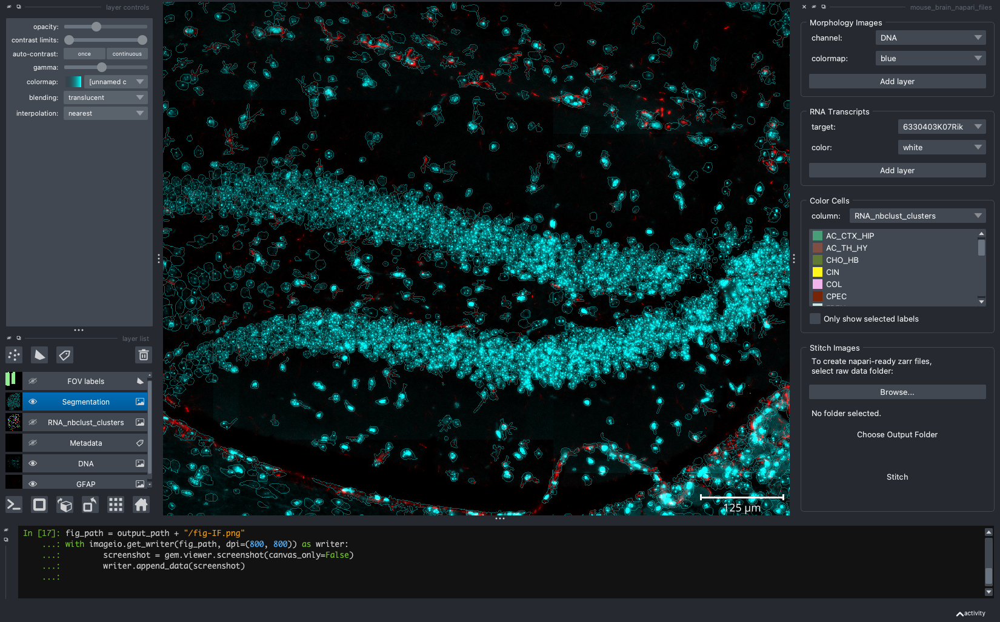 layer controls
opacity:
contrast limits:
auto-contrast: once continuous
gamma:
colormap: [unnamed c
blending: translucent
interpolation: nearest
layer list
FOV labels
Segmentation
RNA_nbclust_clusters
Metadata
DNA
GFAP
125 µm
mouse_brain_napari_files
Morphology Images
channel: DNA
colormap: blue
Add layer
RNA Transcripts
target: 6330403K07Rik
color: white
Add layer
Color Cells
column: RNA_nbclust_clusters
AC_CTX_HIP
AC_TH_HY
CHO_HB
CIN
COL
CPEC
Only show selected labels
Stitch Images
To create napari-ready zarr files,
select raw data folder:
Browse...
No folder selected.
Choose Output Folder
Stitch
In [17]: fig_path = output_path + "/fig-IF.png"
...: with imageio.get_writer(fig_path, dpi=(800, 800)) as writer:
...: screenshot = gem.viewer.screenshot(canvas_only=False)
...: writer.append_data(screenshot)
...:
activity